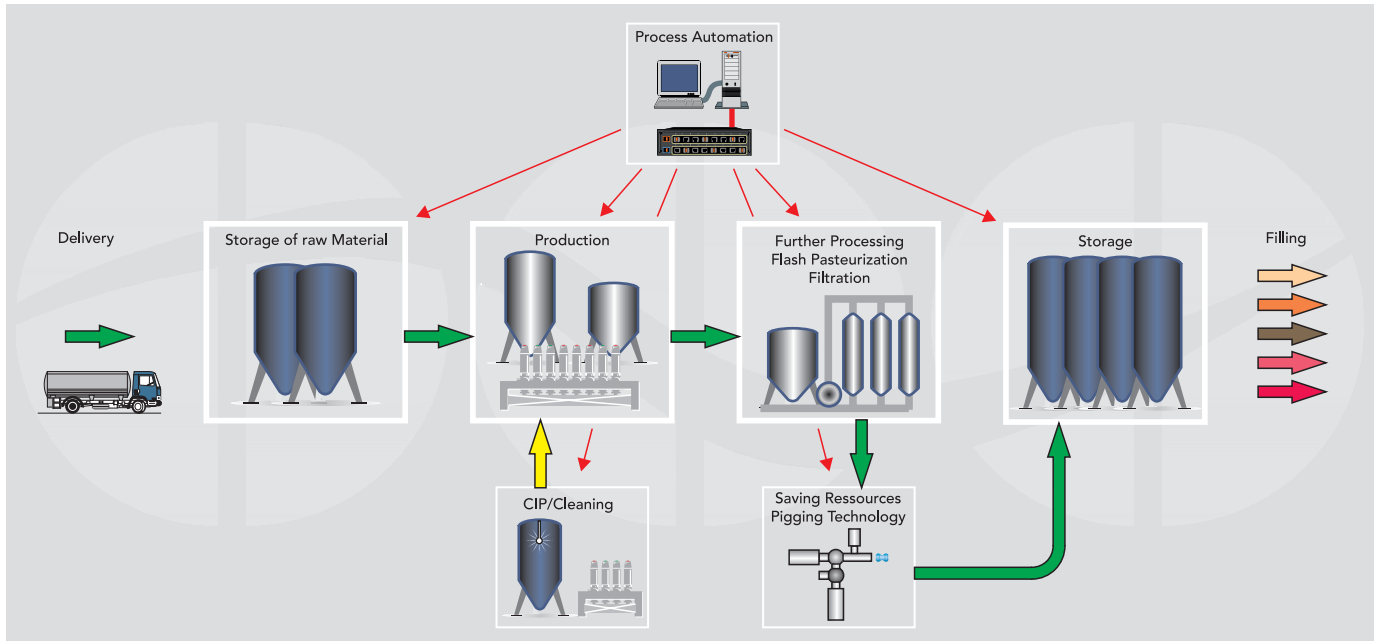 Process Automation
Delivery
Storage of raw Material
Production
Further Processing
Flash Pasteurization
Filtration
Storage
Filling
CIP/Cleaning
Saving Ressources
Pigging Technology